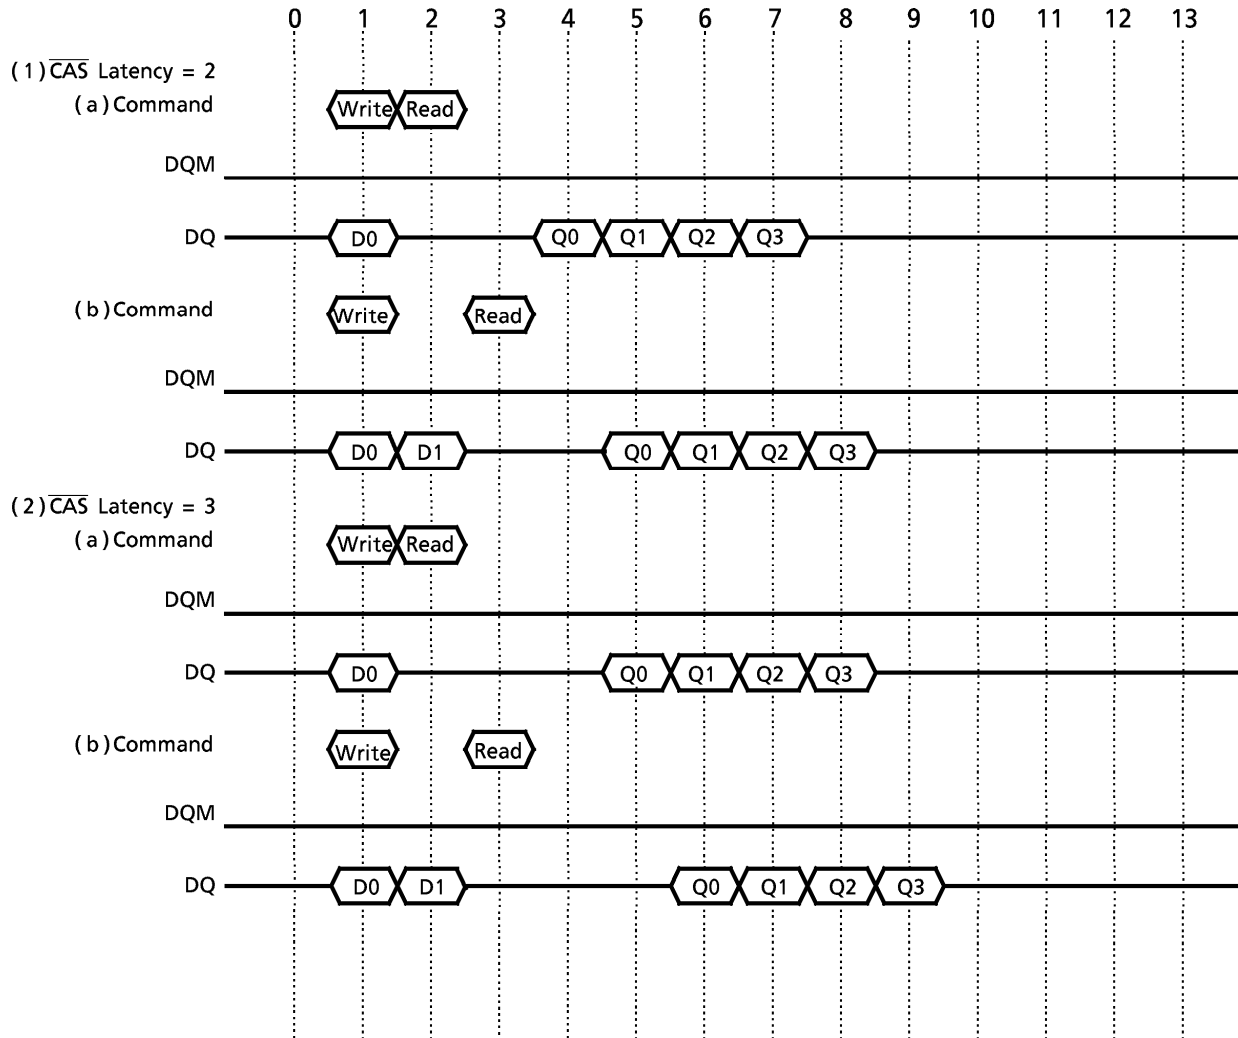 0 1 2 3 4 5 6 7 8 9 10 11 12 13
(1) CAS Latency = 2
(a) Command Write Read
DQM
DQ D0 Q0 Q1 Q2 Q3
(b) Command Write Read
DQM
DQ D0 D1 Q0 Q1 Q2 Q3
(2) CAS Latency = 3
(a) Command Write Read
DQM
DQ D0 Q0 Q1 Q2 Q3
(b) Command Write Read
DQM
DQ D0 D1 Q0 Q1 Q2 Q3